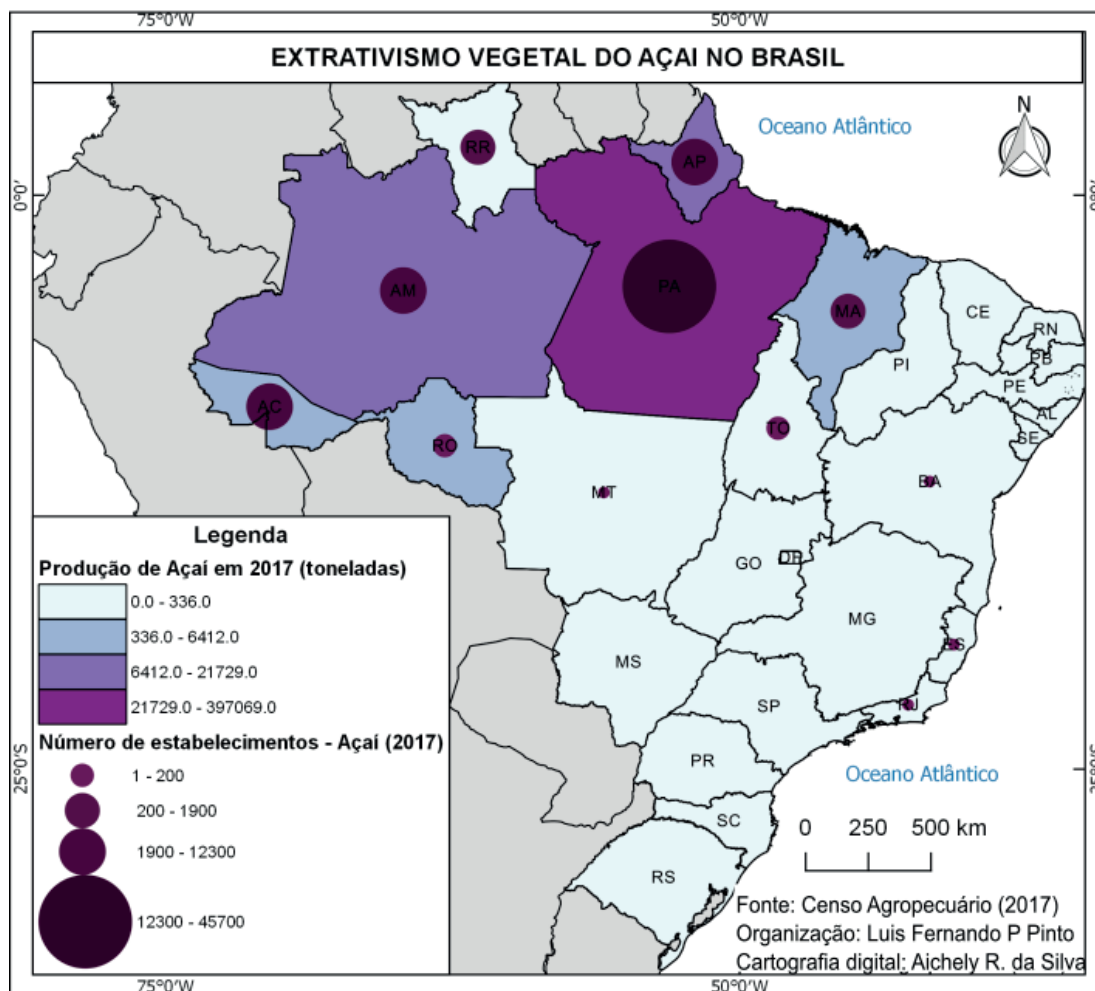 75°0'W 50°0'W
EXTRATIVISMO VEGETAL DO AÇAI NO BRASIL
Oceano Atlântico
N
0°0' 0°0'
RR
AP
AM
PA
MA
CE
RN
PB
PI
PE
AL
SE
AC
RO
TO
MT
BA
GO
DF
MG
ES
MS
SP
RJ
PR
SC
RS
Legenda
Produção de Açaí em 2017 (toneladas)
0.0 - 336.0
336.0 - 6412.0
6412.0 - 21729.0
21729.0 - 397069.0
Número de estabelecimentos - Açaí (2017)
1 - 200
200 - 1900
1900 - 12300
12300 - 45700
25°0'S 25°0'S
Oceano Atlântico
0 250 500 km
Fonte: Censo Agropecuário (2017)
Organização: Luis Fernando P Pinto
Cartografia digital: Aichely R. da Silva
75°0'W 50°0'W